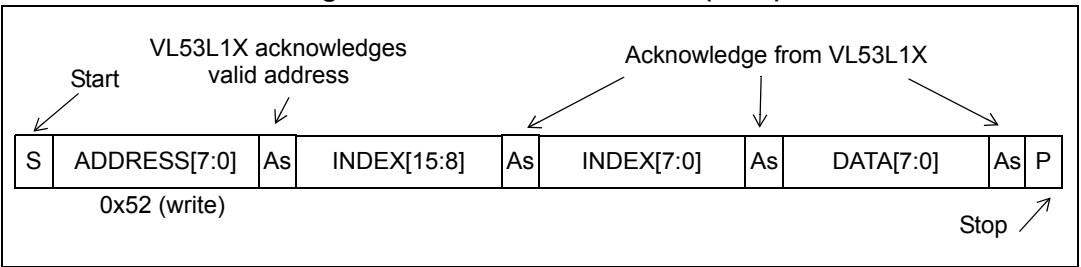 VL53L1X acknowledges
valid address
Acknowledge from VL53L1X
Start
S ADDRESS[7:0] As INDEX[15:8] As INDEX[7:0] As DATA[7:0] As P
0x52 (write)
Stop